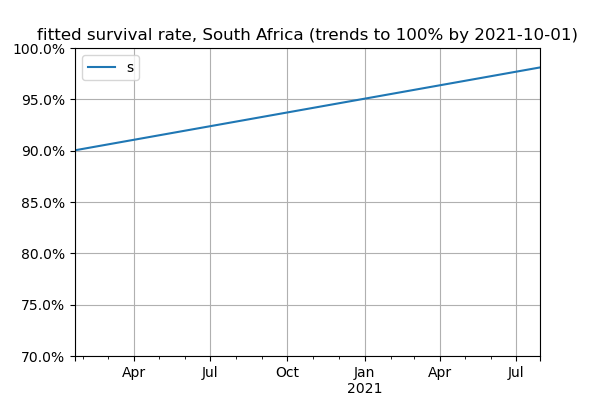 fitted survival rate, South Africa (trends to 100% by 2021-10-01)
100.0%
s
95.0%
90.0%
85.0%
80.0%
75.0%
70.0%
Apr Jul Oct Jan Apr Jul
2021